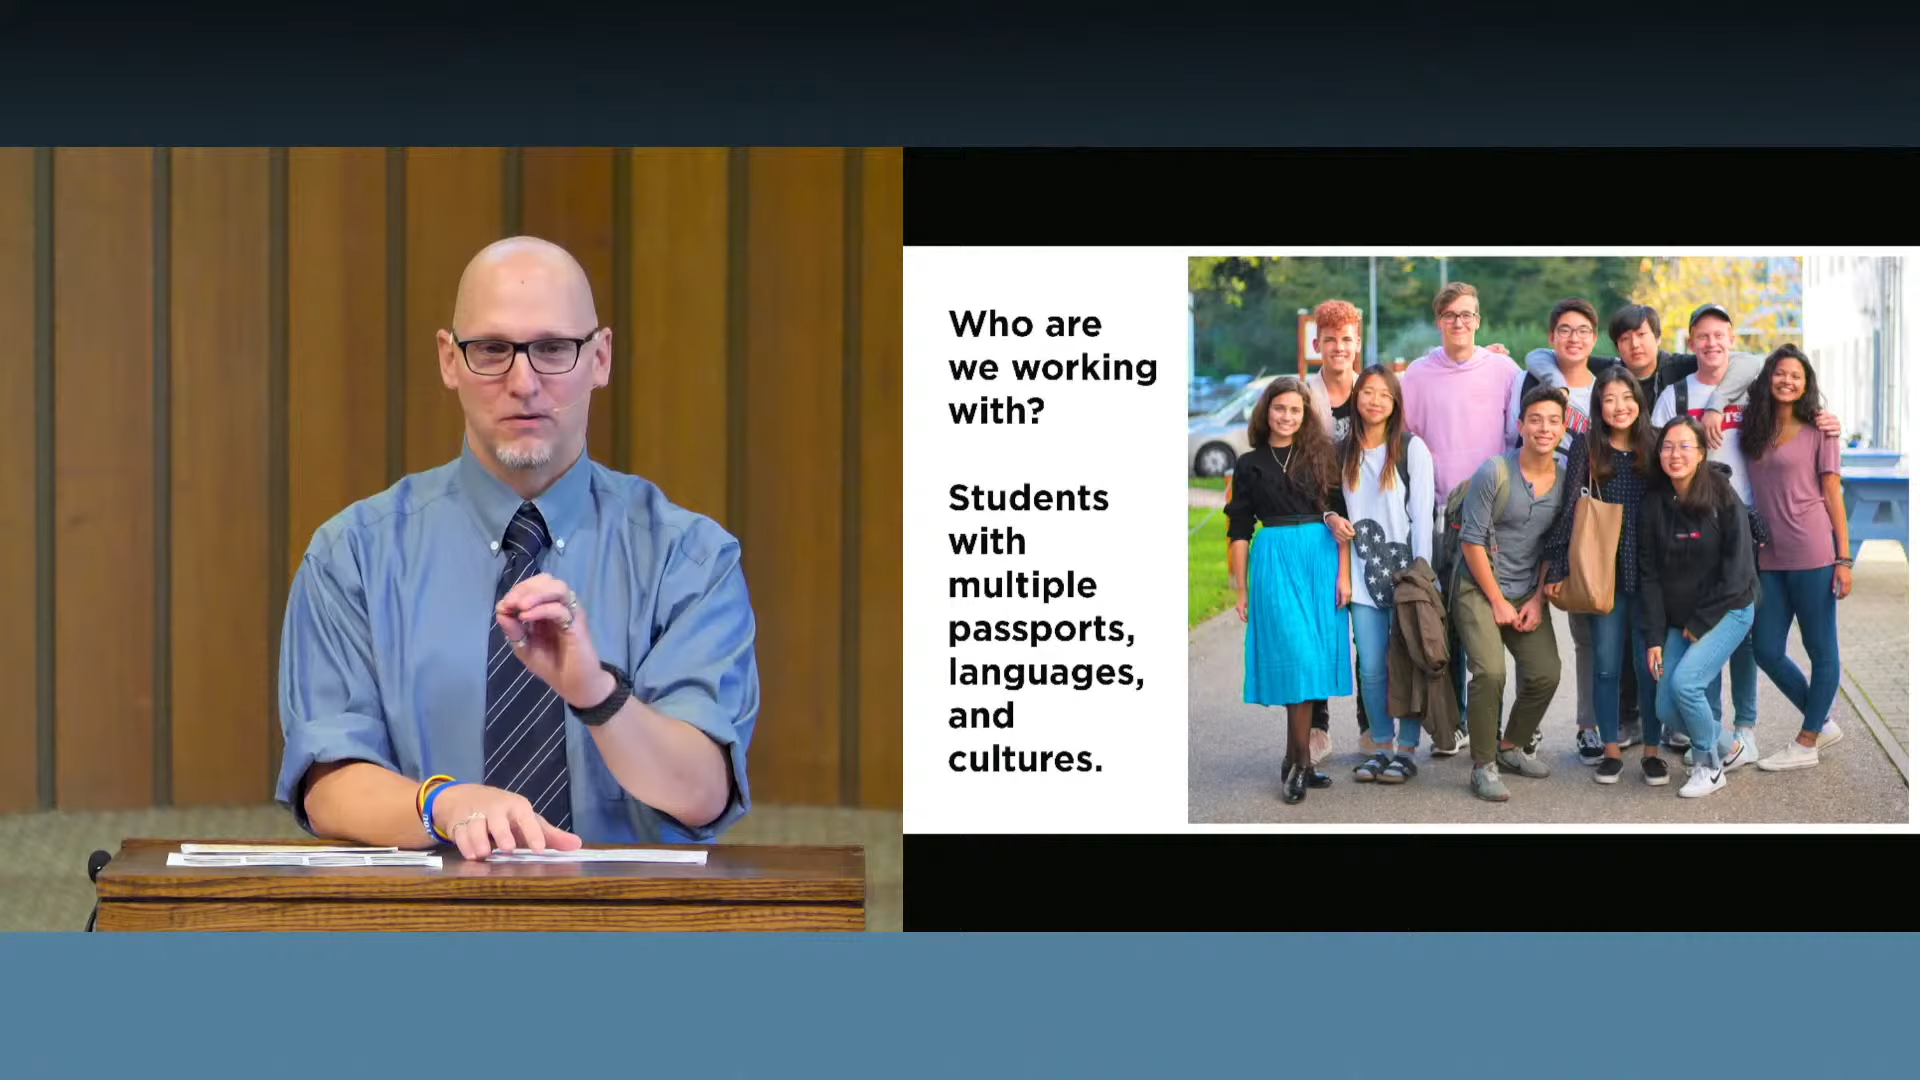 Who are
we working
with?
Students
with
multiple
passports,
languages,
and
cultures.